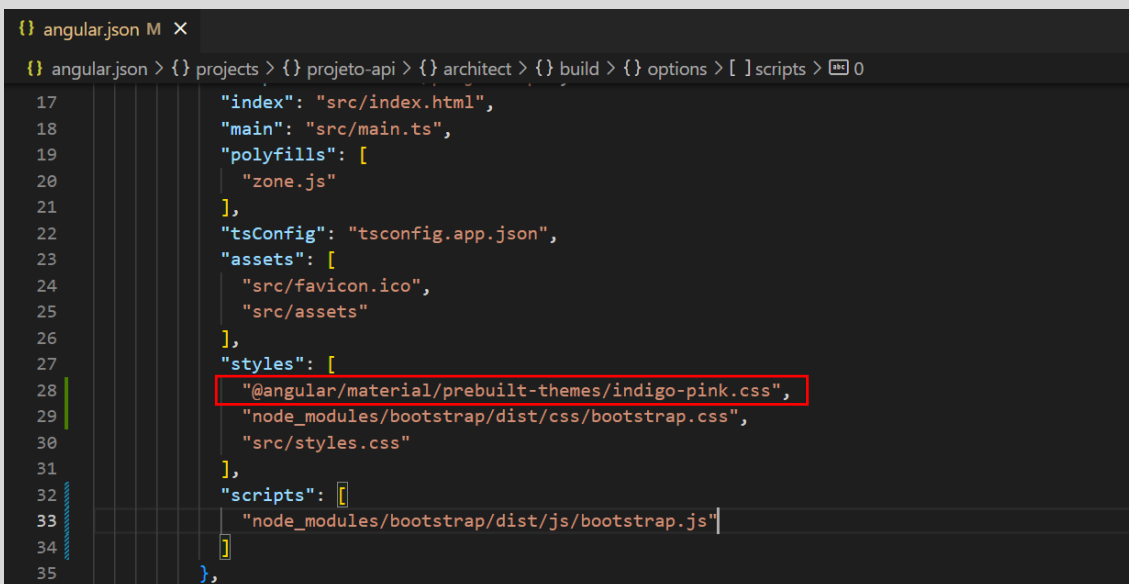 {} angular.json M ×
{} angular.json > {} projects > {} projeto-api > {} architect > {} build > {} options > [ ] scripts > abc 0
17 "index": "src/index.html",
18 "main": "src/main.ts",
19 "polyfills": [
20 "zone.js"
21 ],
22 "tsConfig": "tsconfig.app.json",
23 "assets": [
24 "src/favicon.ico",
25 "src/assets"
26 ],
27 "styles": [
28 "@angular/material/prebuilt-themes/indigo-pink.css",
29 "node_modules/bootstrap/dist/css/bootstrap.css",
30 "src/styles.css"
31 ],
32 "scripts": [
33 "node_modules/bootstrap/dist/js/bootstrap.js"
34 ]
35 },